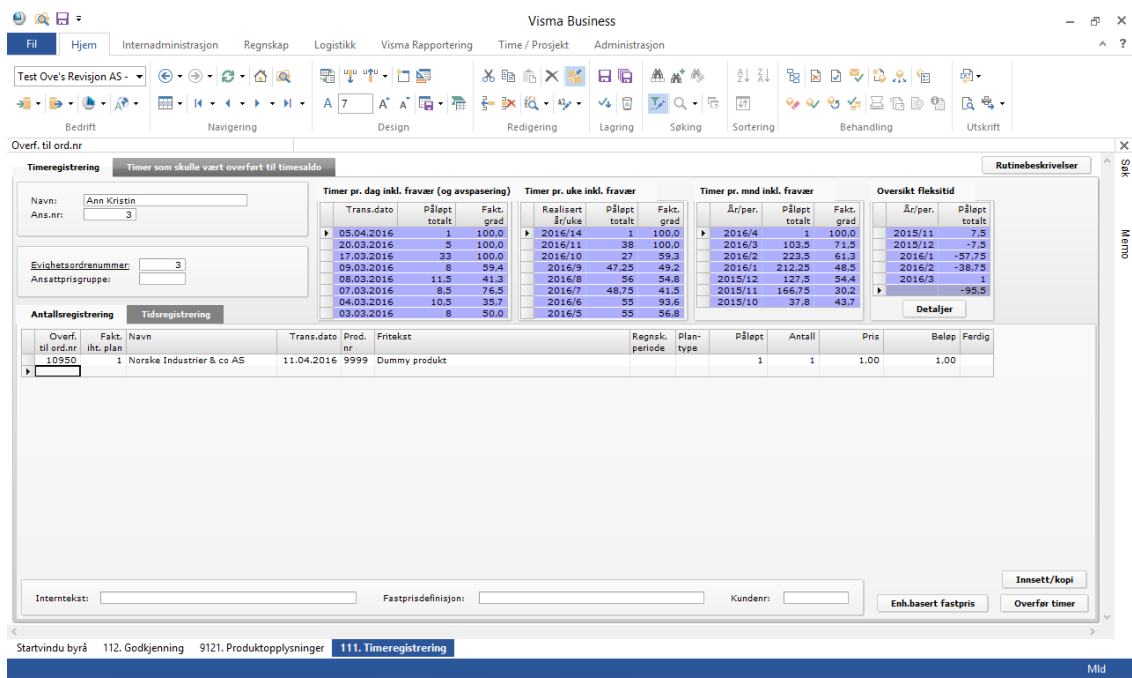 Visma Business
Fil Hjem Internadministrasjon Regnskap Logistikk Visma Rapportering Time / Prosjekt Administrasjon
Test Ove's Revisjon AS -
A 7
Bedrift Navigering Design Redigering Lagring Søking Sortering Behandling Utskrift
Overf. til ord.nr
Timeregistrering Timer som skulle vært overført til timesaldo Rutinebeskrivelser
Søk
Memo
Navn: Ann Kristin
Ans.nr: 3
Evighetsordrenummer: 3
Ansattprisgruppe:
Timer pr. dag inkl. fravær (og avspasering)
Trans.dato Påløpt totalt Fakt. grad
05.04.2016 1 100,0
20.03.2016 5 100,0
17.03.2016 33 100,0
09.03.2016 8 59,4
08.03.2016 11,5 41,3
07.03.2016 8,5 76,5
04.03.2016 10,5 35,7
03.03.2016 8 50,0
Timer pr. uke inkl. fravær
Realisert år/uke Påløpt totalt Fakt. grad
2016/14 1 100,0
2016/11 38 100,0
2016/10 27 59,3
2016/9 47,25 49,2
2016/8 56 54,8
2016/7 48,75 41,5
2016/6 55 93,6
2016/5 55 56,8
Timer pr. mnd inkl. fravær
År/per. Påløpt totalt Fakt. grad
2016/4 1 100,0
2016/3 103,5 71,5
2016/2 223,5 61,3
2016/1 212,25 48,5
2015/12 127,5 54,4
2015/11 166,75 30,2
2015/10 37,8 43,7
Oversikt fleksitid
År/per. Påløpt totalt
2015/11 7,5
2015/12 -7,5
2016/1 -57,75
2016/2 -38,75
2016/3 1
-95,5
Detaljer
Antallsregistrering Tidsregistrering
Overf. til ord.nr Fakt. iht. plan Navn Trans.dato Prod. nr Fritekst Regnsk. periode Plan-type Påløpt Antall Pris Beløp Ferdig
10950 1 Norske Industrier & co AS 11.04.2016 9999 Dummy produkt 1 1 1,00 1,00
Interntekst: Fastprisdefinisjon: Kundenr:
Innsett/kopi
Enh.basert fastpris Overfør timer
Startvindu byrå 112. Godkjenning 9121. Produktopplysninger 111. Timeregistrering
Mld